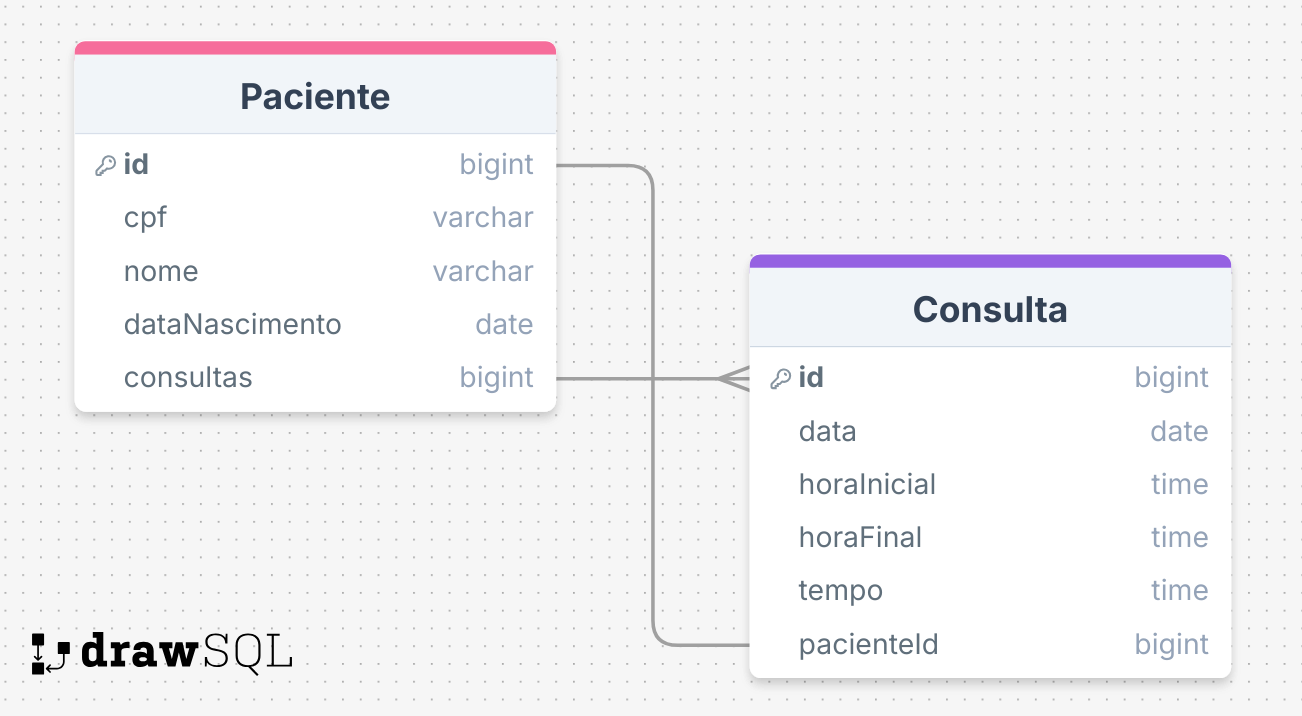 Paciente
id bigint
cpf varchar
nome varchar
dataNascimento date
consultas bigint
Consulta
id bigint
data date
horaInicial time
horaFinal time
tempo time
pacienteId bigint
drawSQL